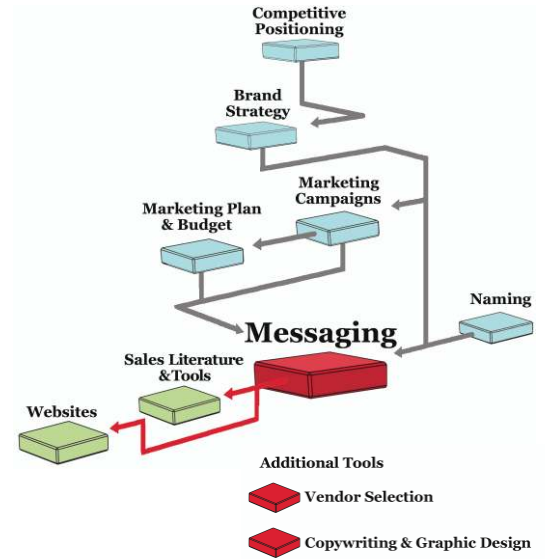 Competitive
Positioning
Brand
Strategy
Marketing
Campaigns
Marketing Plan
& Budget
Naming
Messaging
Sales Literature
&Tools
Websites
Additional Tools
Vendor Selection
Copywriting & Graphic Design